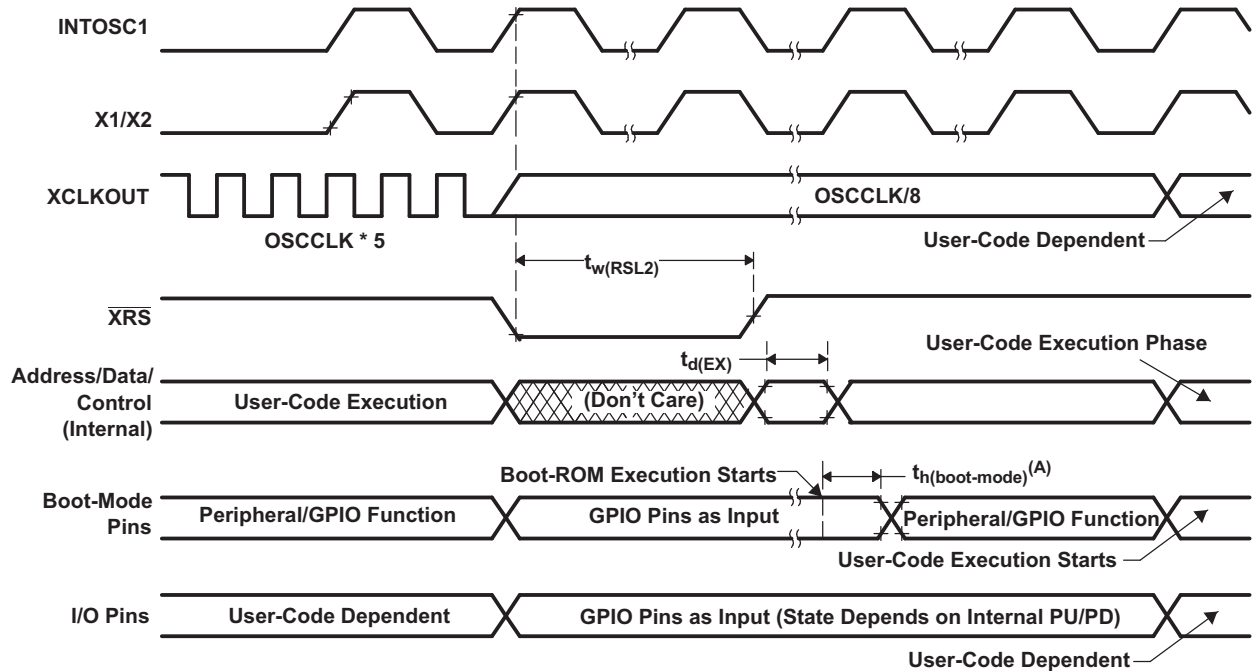 INTOSC1
X1/X2
XCLKOUT
OSCCLK/8
OSCCLK * 5
User-Code Dependent
tw(RSL2)
XRS
User-Code Execution Phase
td(EX)
Address/Data/
Control
(Internal)
User-Code Execution
(Don't Care)
Boot-ROM Execution Starts
th(boot-mode)(A)
Boot-Mode
Pins
Peripheral/GPIO Function
GPIO Pins as Input
Peripheral/GPIO Function
User-Code Execution Starts
I/O Pins
User-Code Dependent
GPIO Pins as Input (State Depends on Internal PU/PD)
User-Code Dependent